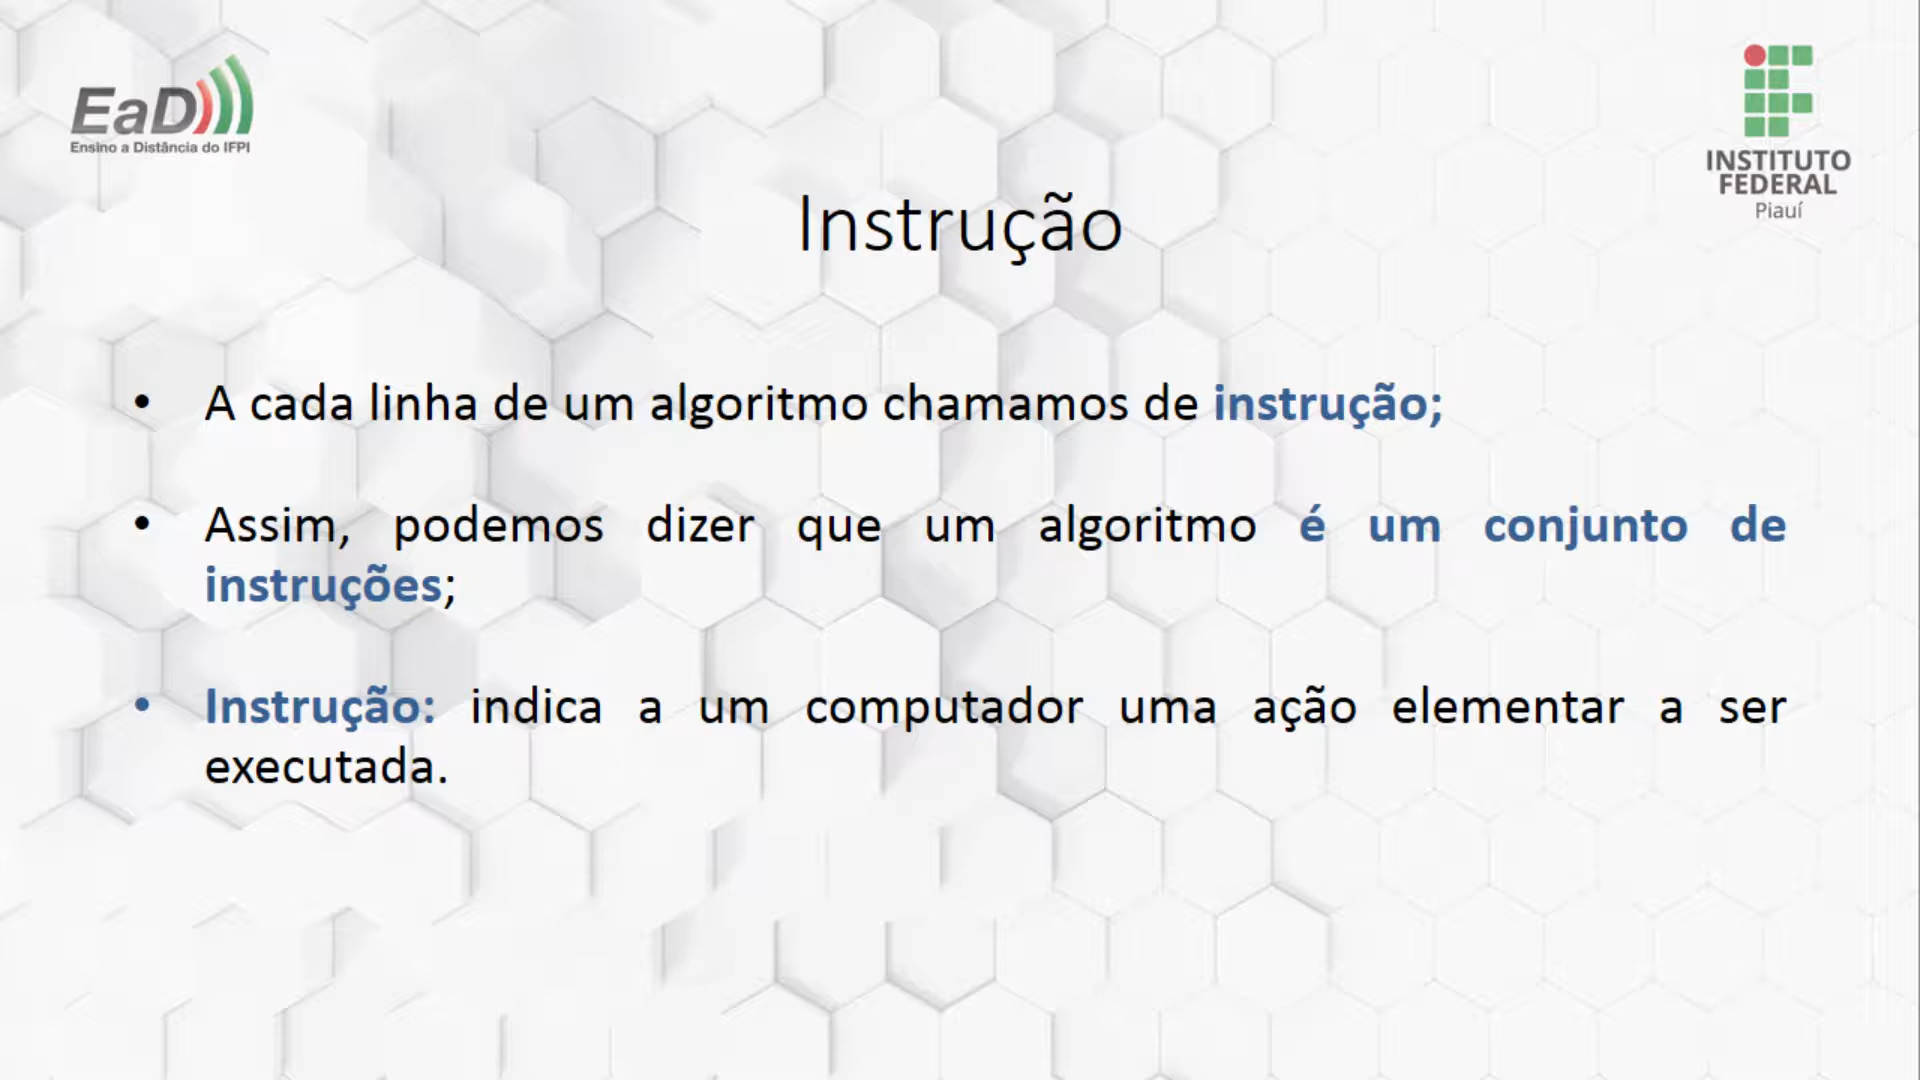 EaD
Ensino a Distância do IFPI
INSTITUTO
FEDERAL
Piauí
Instrução
• A cada linha de um algoritmo chamamos de instrução;
• Assim, podemos dizer que um algoritmo é um conjunto de
instruções;
• Instrução: indica a um computador uma ação elementar a ser
executada.